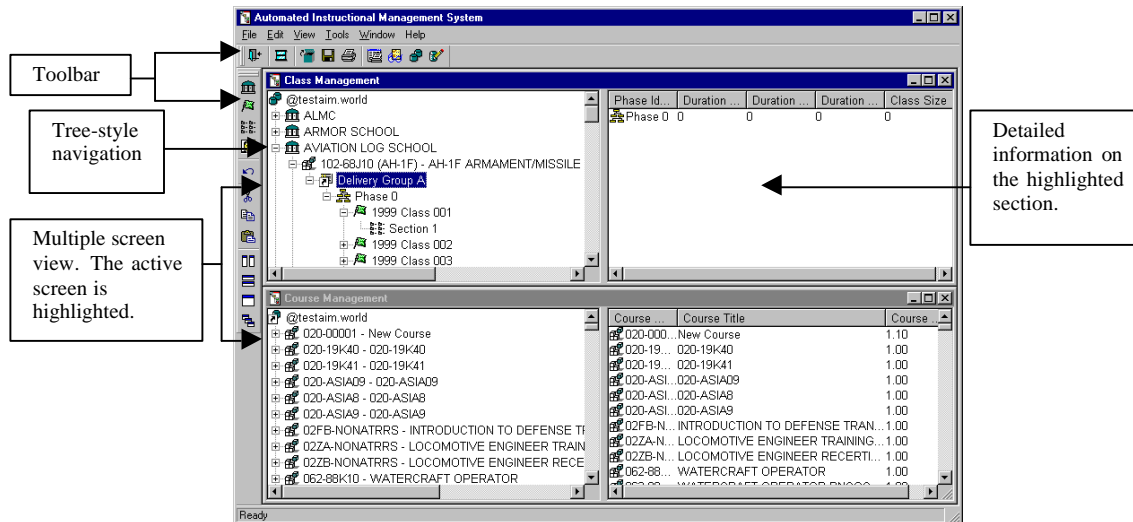 Automated Instructional Management System
File Edit View Tools Window Help
Toolbar
Tree-style
navigation
Multiple screen
view. The active
screen is
highlighted.
Class Management
@testaim.world
ALMC
ARMOR SCHOOL
AVIATION LOG SCHOOL
102-68J10 (AH-1F) - AH-1F ARMAMENT/MISSILE
Delivery Group A
Phase 0
1999 Class 001
Section 1
1999 Class 002
1999 Class 003
Phase Id... Duration ... Duration ... Duration ... Class Size
Phase 0 0 0 0 0
Detailed
information on
the highlighted
section.
Course Management
@testaim.world
020-00001 - New Course
020-19K40 - 020-19K40
020-19K41 - 020-19K41
020-ASIA09 - 020-ASIA09
020-ASIA8 - 020-ASIA8
020-ASIA9 - 020-ASIA9
02FB-NONATRRS - INTRODUCTION TO DEFENSE TR
02ZA-NONATRRS - LOCOMOTIVE ENGINEER TRAIN
02ZB-NONATRRS - LOCOMOTIVE ENGINEER RECE
062-88K10 - WATERCRAFT OPERATOR
Course ... Course Title Course ...
020-000... New Course 1.10
020-19... 020-19K40 1.00
020-19... 020-19K41 1.00
020-ASI... 020-ASIA09 1.00
020-ASI... 020-ASIA8 1.00
020-ASI... 020-ASIA9 1.00
02FB-N... INTRODUCTION TO DEFENSE TRAN... 1.00
02ZA-N... LOCOMOTIVE ENGINEER TRAINING... 1.00
02ZB-N... LOCOMOTIVE ENGINEER RECERTI... 1.00
062-88... WATERCRAFT OPERATOR 1.00
Ready